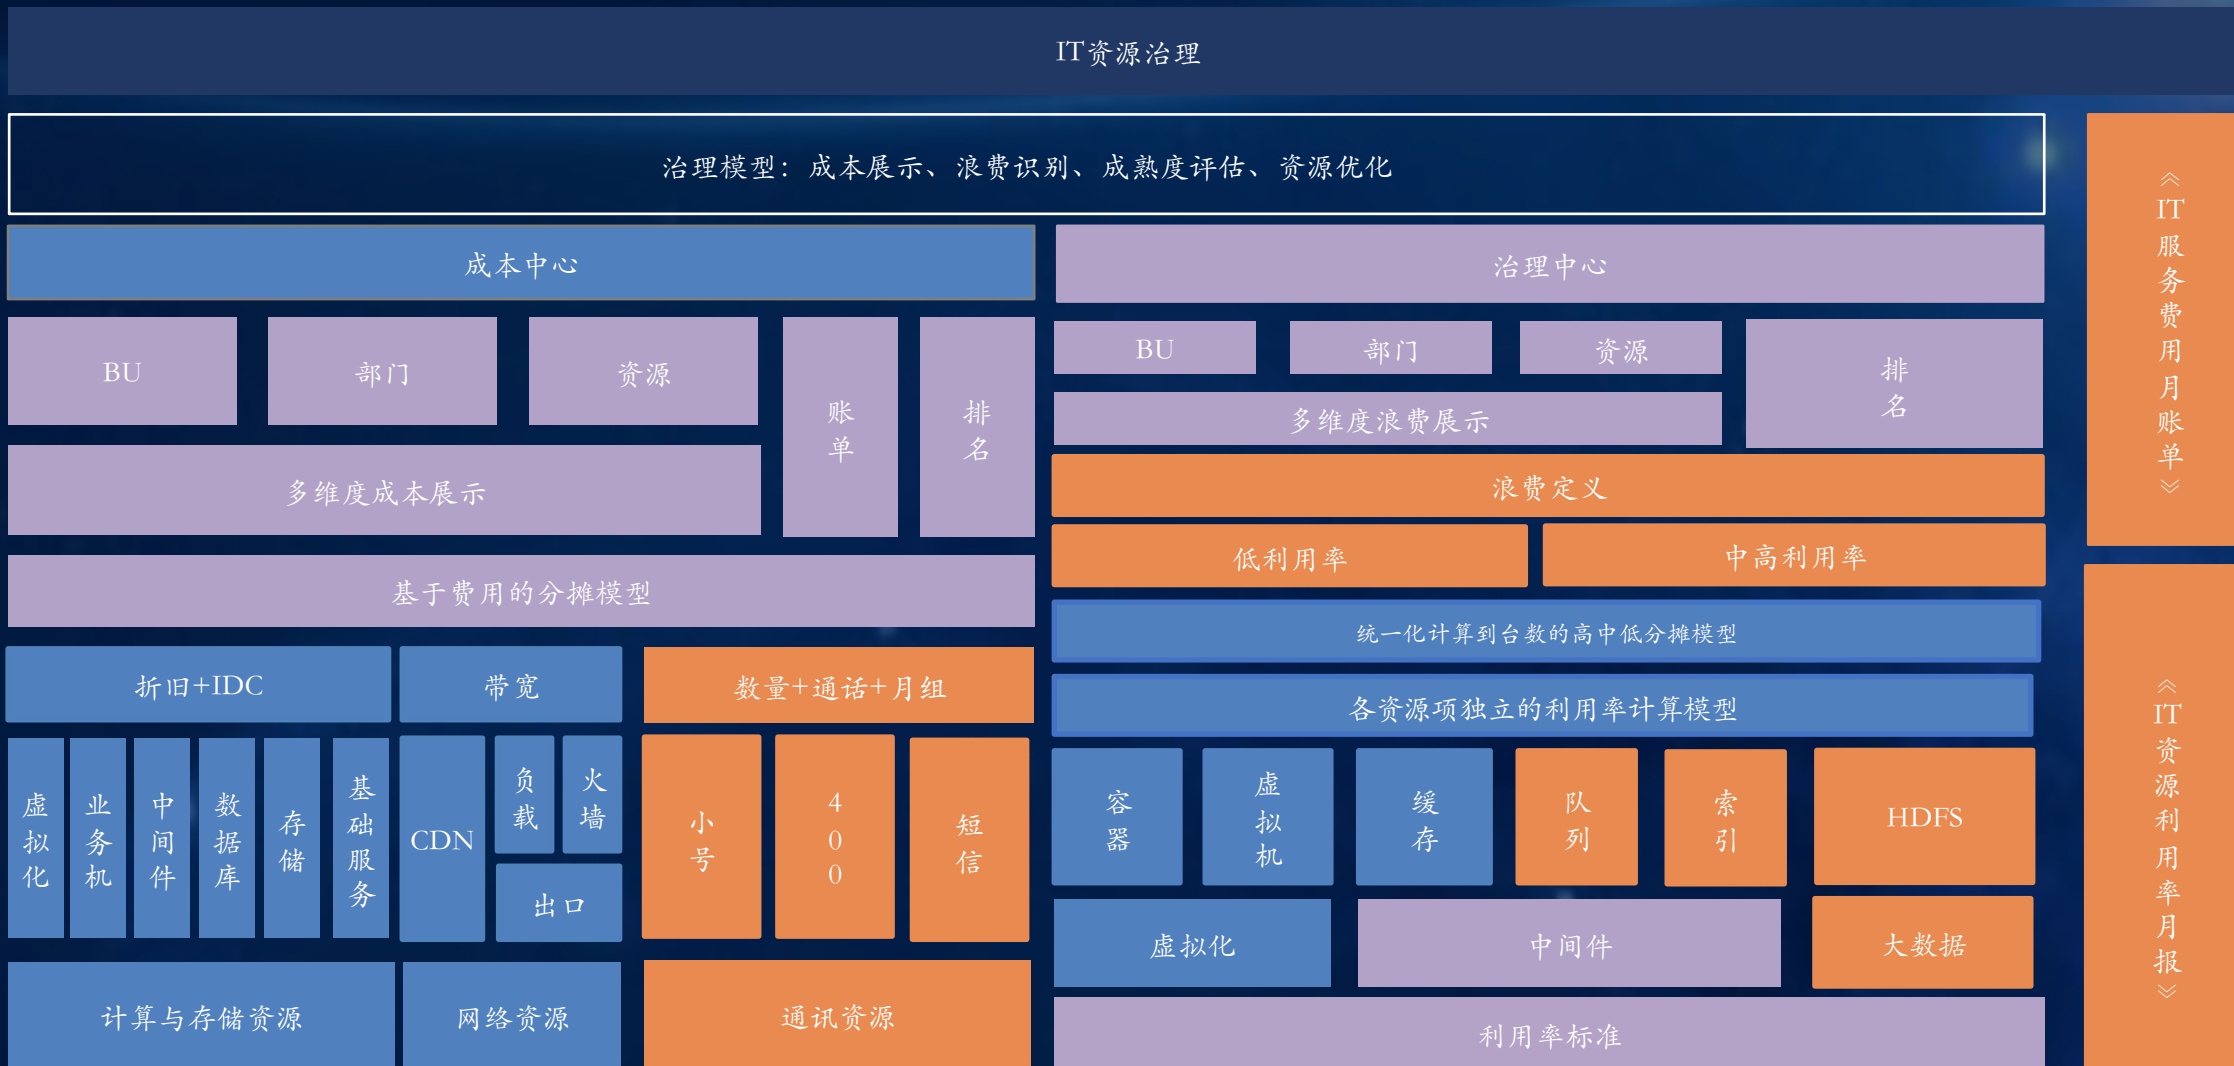 IT资源治理
治理模型：成本展示、浪费识别、成熟度评估、资源优化
成本中心
BU
部门
资源
账单
排名
多维度成本展示
基于费用的分摊模型
折旧+IDC
带宽
数量+通话+月组
虚拟化
业务机
中间件
数据库
存储
基础服务
CDN
负载
火墙
出口
小号
400
短信
计算与存储资源
网络资源
通讯资源
治理中心
BU
部门
资源
排名
多维度浪费展示
浪费定义
低利用率
中高利用率
统一化计算到台数的高中低分摊模型
各资源项独立的利用率计算模型
容器
虚拟机
缓存
队列
索引
HDFS
虚拟化
中间件
大数据
利用率标准
《IT服务费用月账单》
《IT资源利用率月报》